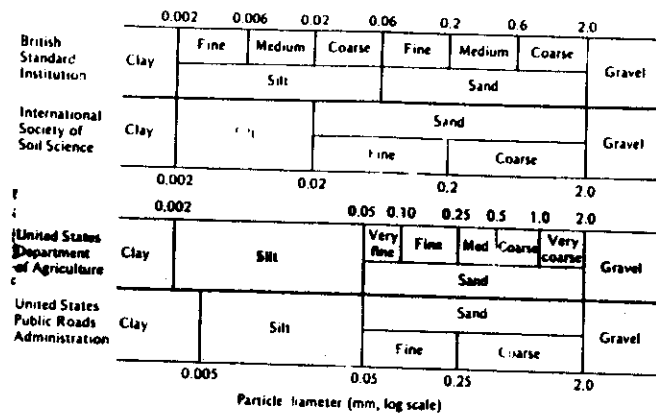 0.002 0.006 0.02 0.06 0.2 0.6 2.0
British
Standard
Institution
Clay
Fine Medium Coarse Fine Medium Coarse
Silt Sand
Gravel
International
Society of
Soil Science
Clay
Sand
Fine Coarse
Gravel
0.002 0.02 0.2 2.0
0.002 0.05 0.10 0.25 0.5 1.0 2.0
United States
Department
of Agriculture
Clay
Silt
Very
fine
Fine
Med
Coarse
Very
coarse
Sand
Gravel
United States
Public Roads
Administration
Clay
Silt
Sand
Fine Coarse
Gravel
0.005 0.05 0.25 2.0
Particle diameter (mm, log scale)